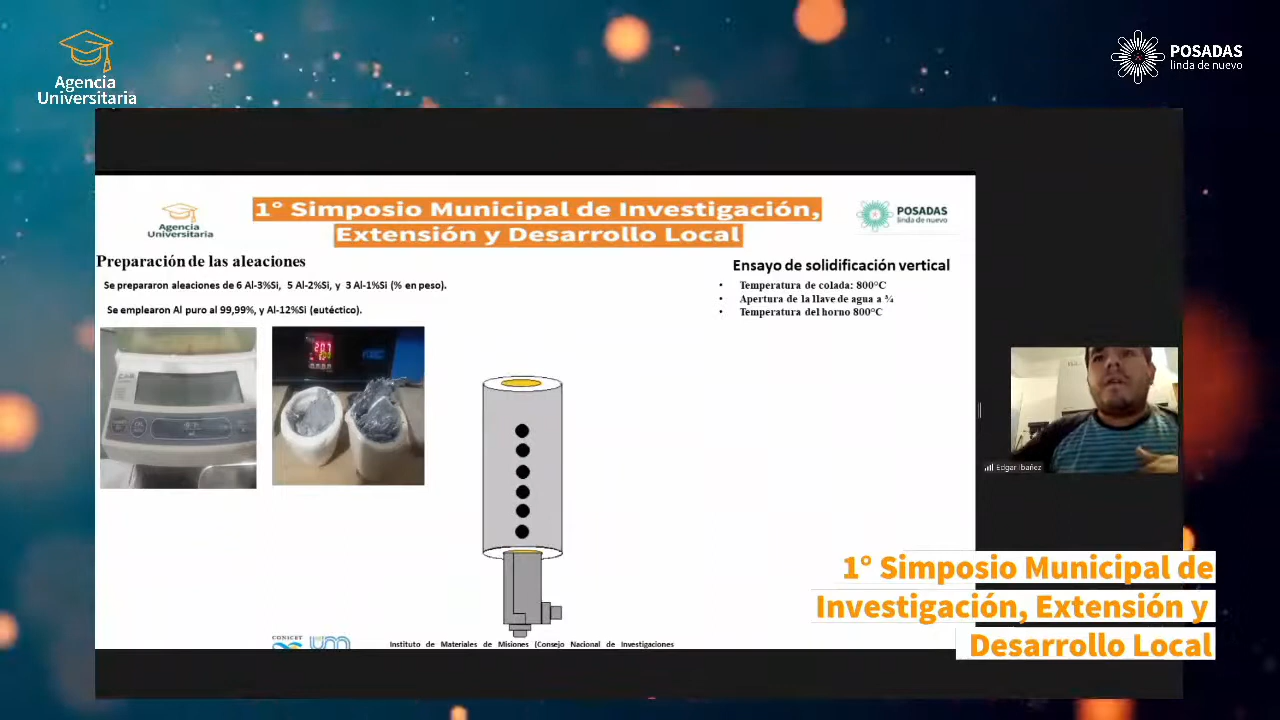 Agencia
Universitaria
POSADAS
linda de nuevo
1° Simposio Municipal de Investigación,
Extensión y Desarrollo Local
Agencia
Universitaria
POSADAS
linda de nuevo
Preparación de las aleaciones
Se prepararon aleaciones de 6 Al-3%Si, 5 Al-2%Si, y 3 Al-1%Si (% en peso).
Se emplearon Al puro al 99,99%, y Al-12%Si (eutéctico).
Ensayo de solidificación vertical
• Temperatura de colada: 800°C
• Apertura de la llave de agua a ¾
• Temperatura del horno 800°C
207
Edgar Ibañez
CONICET
Instituto de Materiales de Misiones (Consejo Nacional de Investigaciones
1° Simposio Municipal de
Investigación, Extensión y
Desarrollo Local